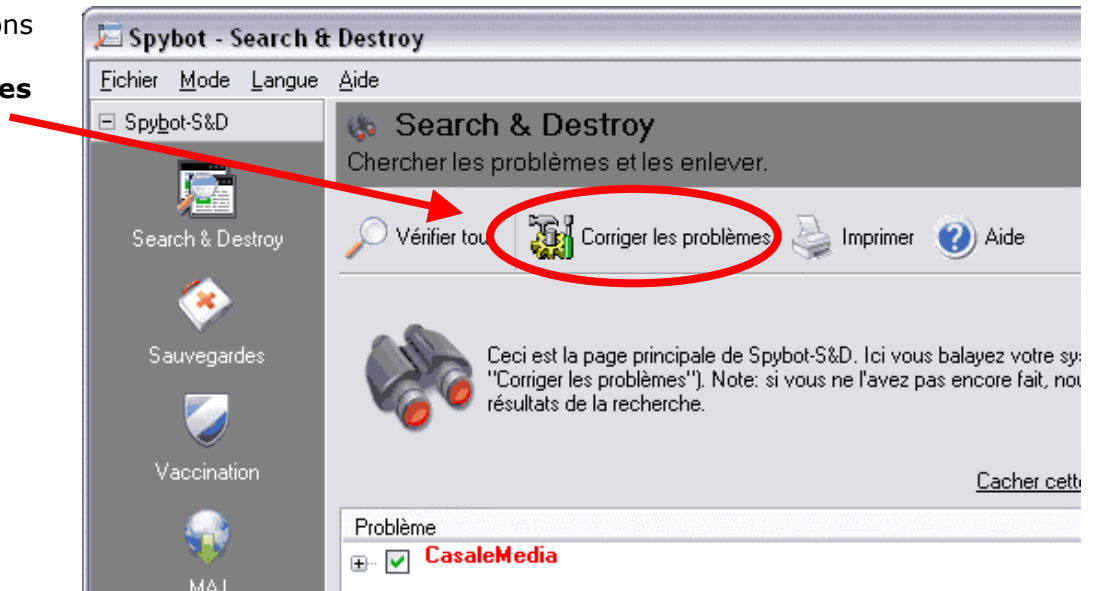 ons
es
Spybot - Search & Destroy
Fichier Mode Langue Aide
Spybot-S&D
Search & Destroy
Chercher les problèmes et les enlever.
Vérifier tou
Corriger les problèmes
Imprimer
Aide
Search & Destroy
Sauvegardes
Vaccination
MAJ
Ceci est la page principale de Spybot-S&D. Ici vous balayez votre sy
"Corriger les problèmes"). Note: si vous ne l'avez pas encore fait, nou
résultats de la recherche.
Cacher cett
Problème
CasaleMedia